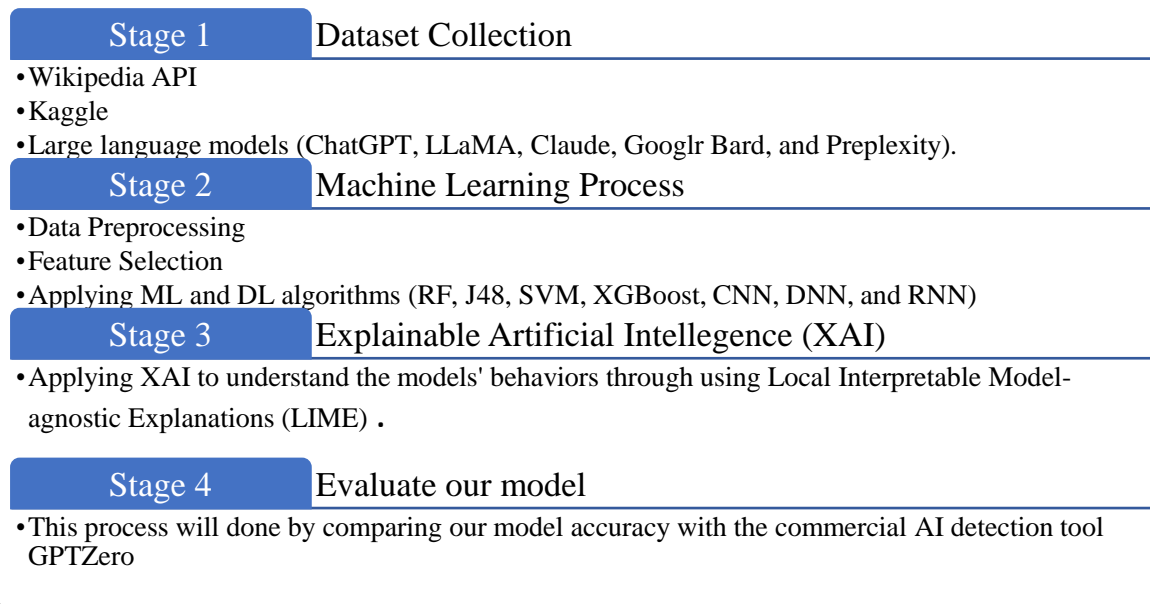 Stage 1 Dataset Collection
•Wikipedia API
•Kaggle
•Large language models (ChatGPT, LLaMA, Claude, Googlr Bard, and Preplexity).
Stage 2 Machine Learning Process
•Data Preprocessing
•Feature Selection
•Applying ML and DL algorithms (RF, J48, SVM, XGBoost, CNN, DNN, and RNN)
Stage 3 Explainable Artificial Intellegence (XAI)
•Applying XAI to understand the models' behaviors through using Local Interpretable Model-
agnostic Explanations (LIME) .
Stage 4 Evaluate our model
•This process will done by comparing our model accuracy with the commercial AI detection tool
GPTZero